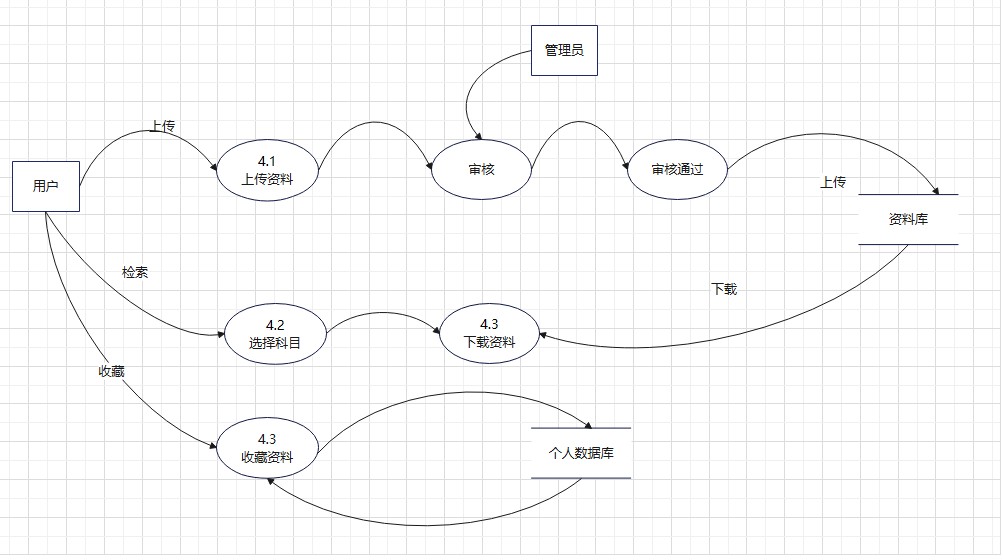 管理员
上传
4.1
上传资料
审核
审核通过
用户
上传
资料库
检索
下载
4.2
选择科目
4.3
下载资料
收藏
4.3
收藏资料
个人数据库